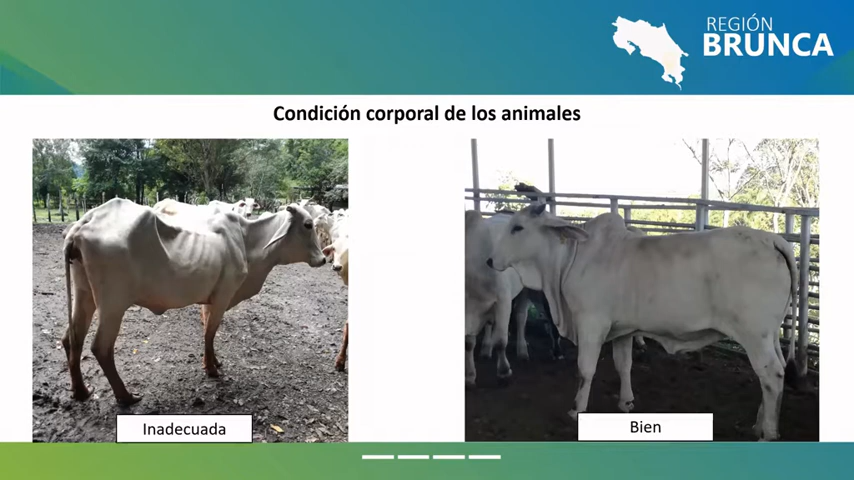 REGIÓN
BRUNCA
Condición corporal de los animales
Inadecuada
Bien